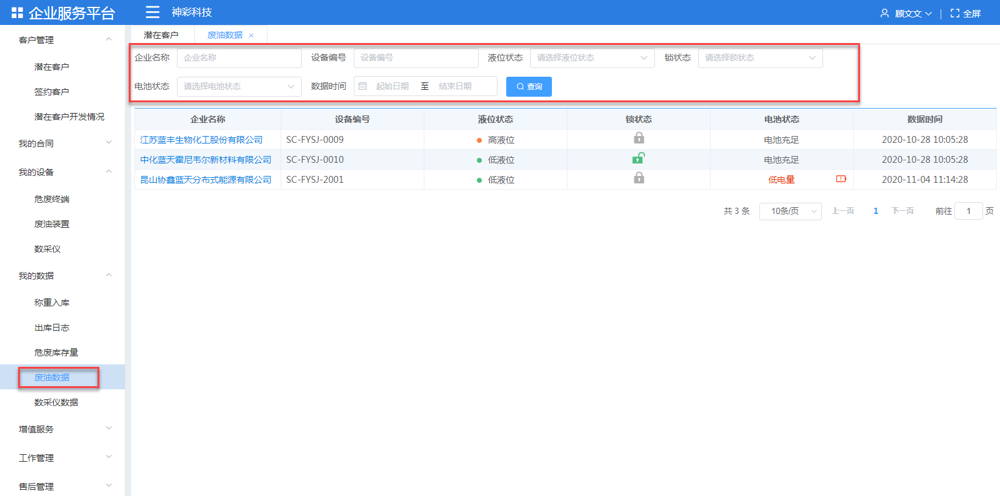 企业服务平台
神彩科技
顾文文
全屏
客户管理
潜在客户
签约客户
潜在客户开发情况
我的合同
我的设备
危废终端
废油装置
数采仪
我的数据
称重入库
出库日志
危废库存量
废油数据
数采仪数据
增值服务
工作管理
售后管理
潜在客户 废油数据 ×
企业名称 企业名称 设备编号 设备编号 液位状态 请选择液位状态 锁状态 请选择锁状态
电池状态 请选择电池状态 数据时间 起始日期 至 结束日期 查询
企业名称 设备编号 液位状态 锁状态 电池状态 数据时间
江苏蓝丰生物化工股份有限公司 SC-FYSJ-0009 高液位 电池充足 2020-10-28 10:05:28
中化蓝天霍尼韦尔新材料有限公司 SC-FYSJ-0010 低液位 电池充足 2020-10-28 10:05:28
昆山协鑫蓝天分布式能源有限公司 SC-FYSJ-2001 低液位 低电量 2020-11-04 11:14:28
共 3 条 10条/页 上一页 1 下一页 前往 1 页